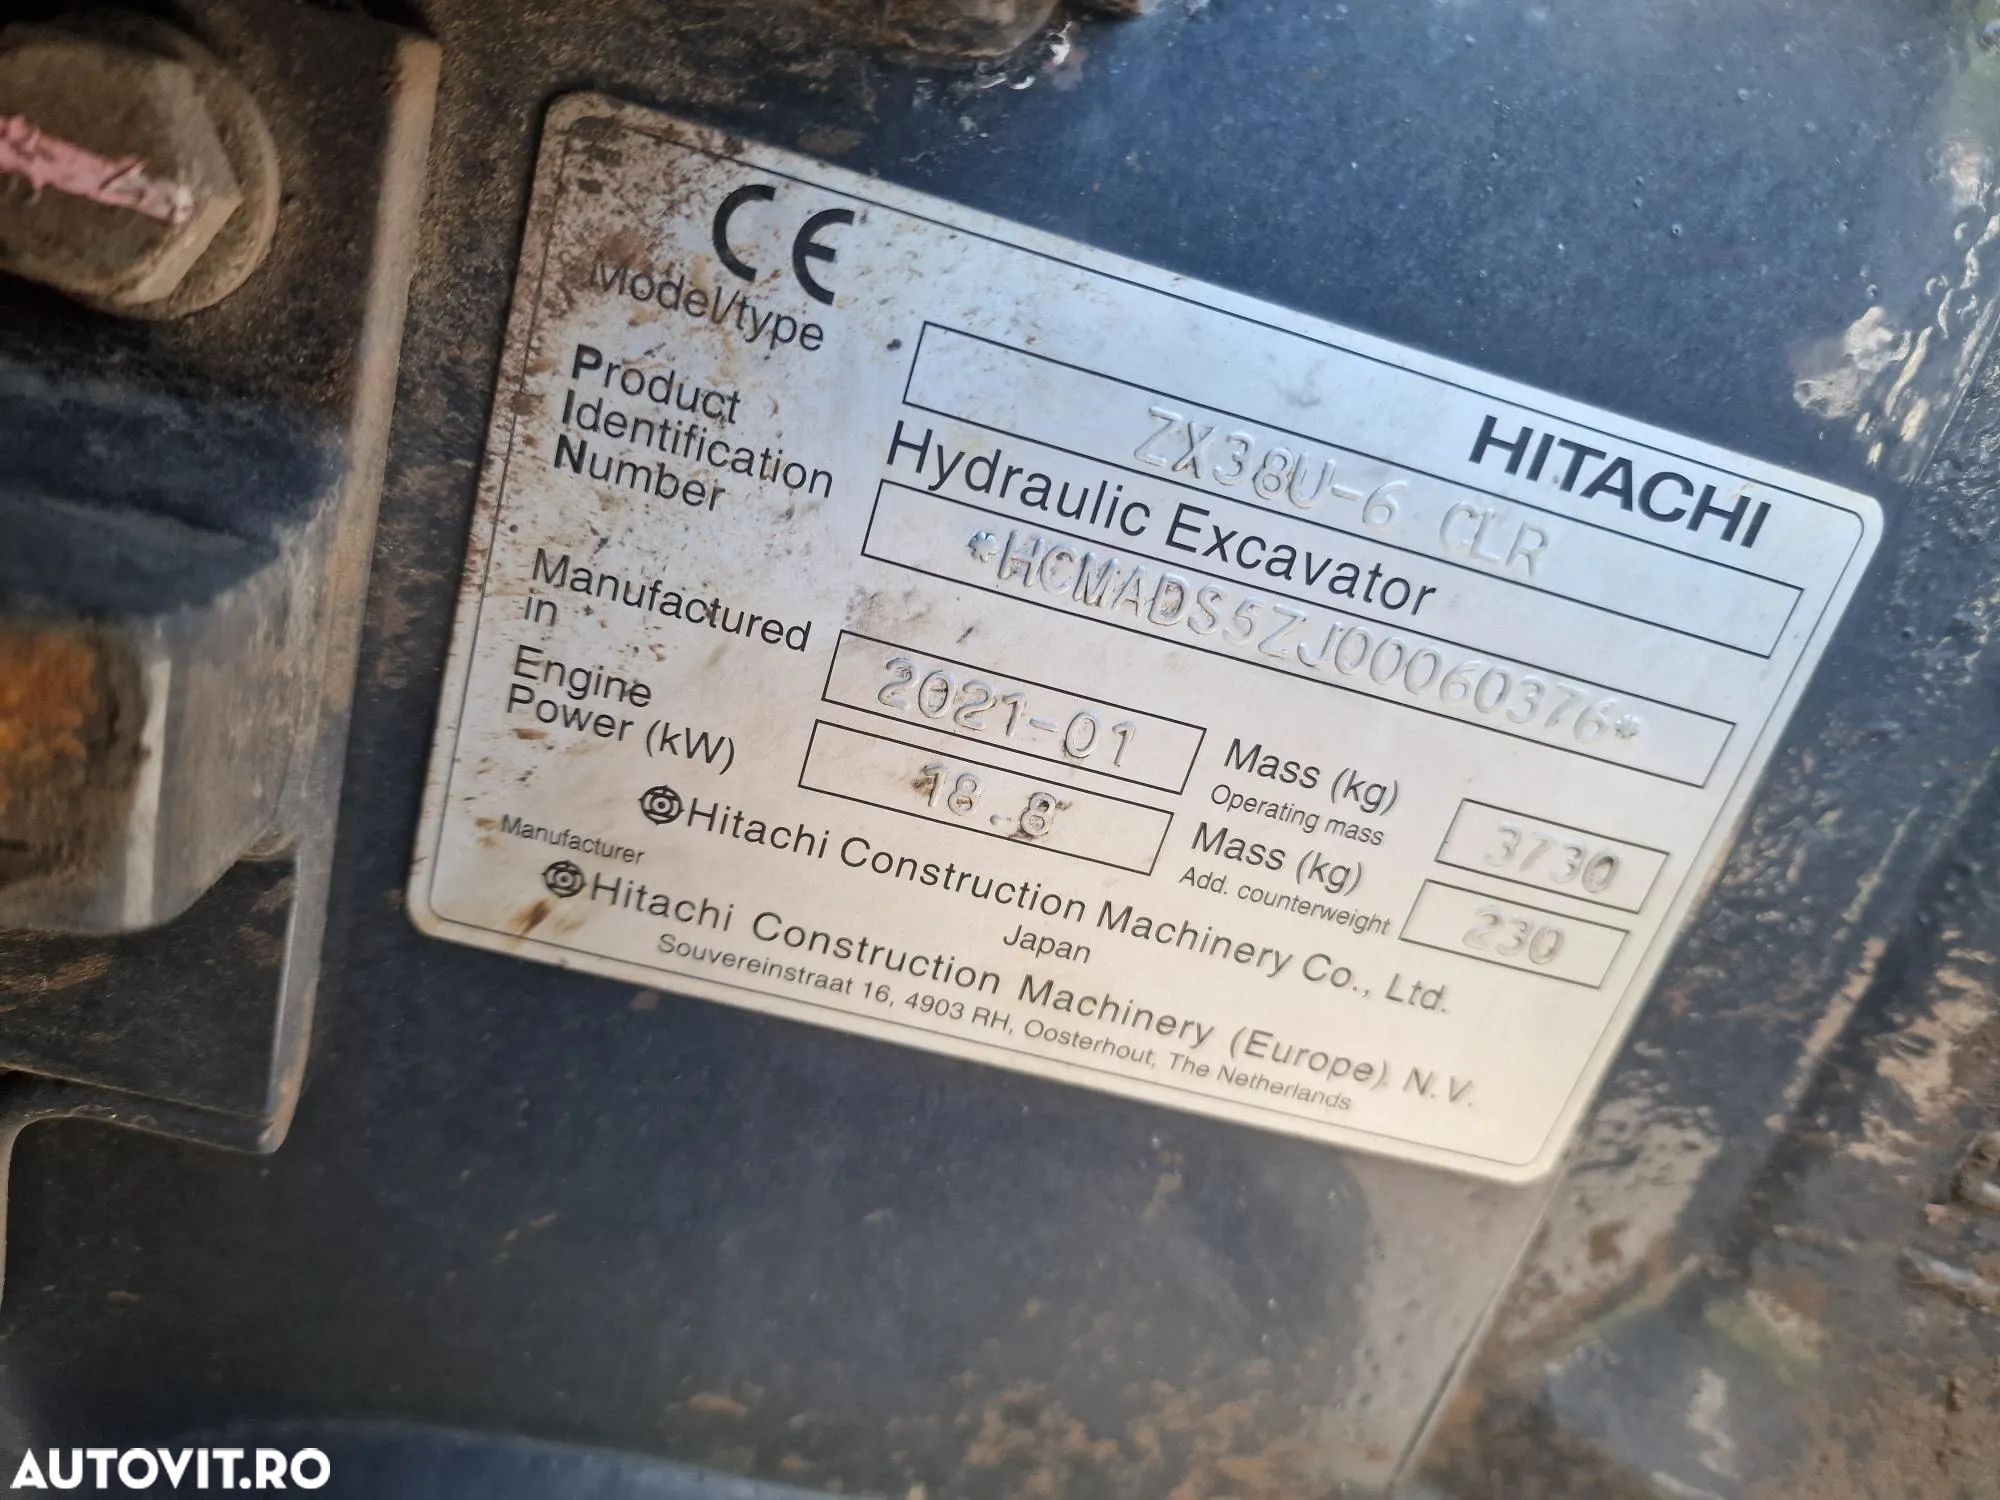 CE
HITACHI
Model/type
ZX38U-6 CLR
Hydraulic Excavator
Product
Identification
Number
*HCMADS5ZJ00060376*
Manufactured
in
2021-01
Mass (kg)
Operating mass
3730
Engine
Power (kW)
18.8
Mass (kg)
Add. counterweight
230
Hitachi Construction Machinery Co., Ltd.
Japan
Manufacturer
Hitachi Construction Machinery (Europe) N.V.
Souvereinstraat 16, 4903 RH, Oosterhout, The Netherlands
AUTOVIT.RO